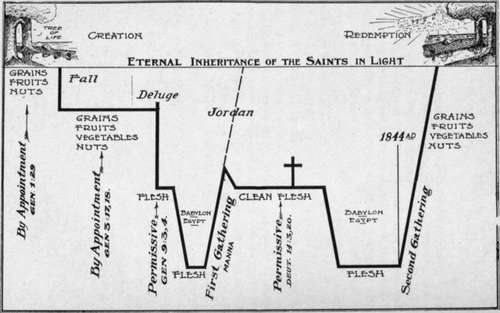 TREE
OF
LIFE
CREATION
REDEMPTION
ETERNAL INHERITANCE OF THE SAINTS IN LIGHT
GRAINS
FRUITS
NUTS
Fall
Deluge
Jordan
By Appointment
GEN. 1:29
GRAINS
FRUITS
VEGETABLES
NUTS
By Appointment
GEN. 3:17,18.
FLESH
Permissive
GEN. 9:3,4.
BABYLON
EGYPT
FLESH
First Gathering
MANNA
CLEAN FLESH
Permissive
DEUT. 14:3,20.
1844 A.D.
BABYLON
EGYPT
FLESH
Second Gathering
GRAINS
FRUITS
VEGETABLES
NUTS